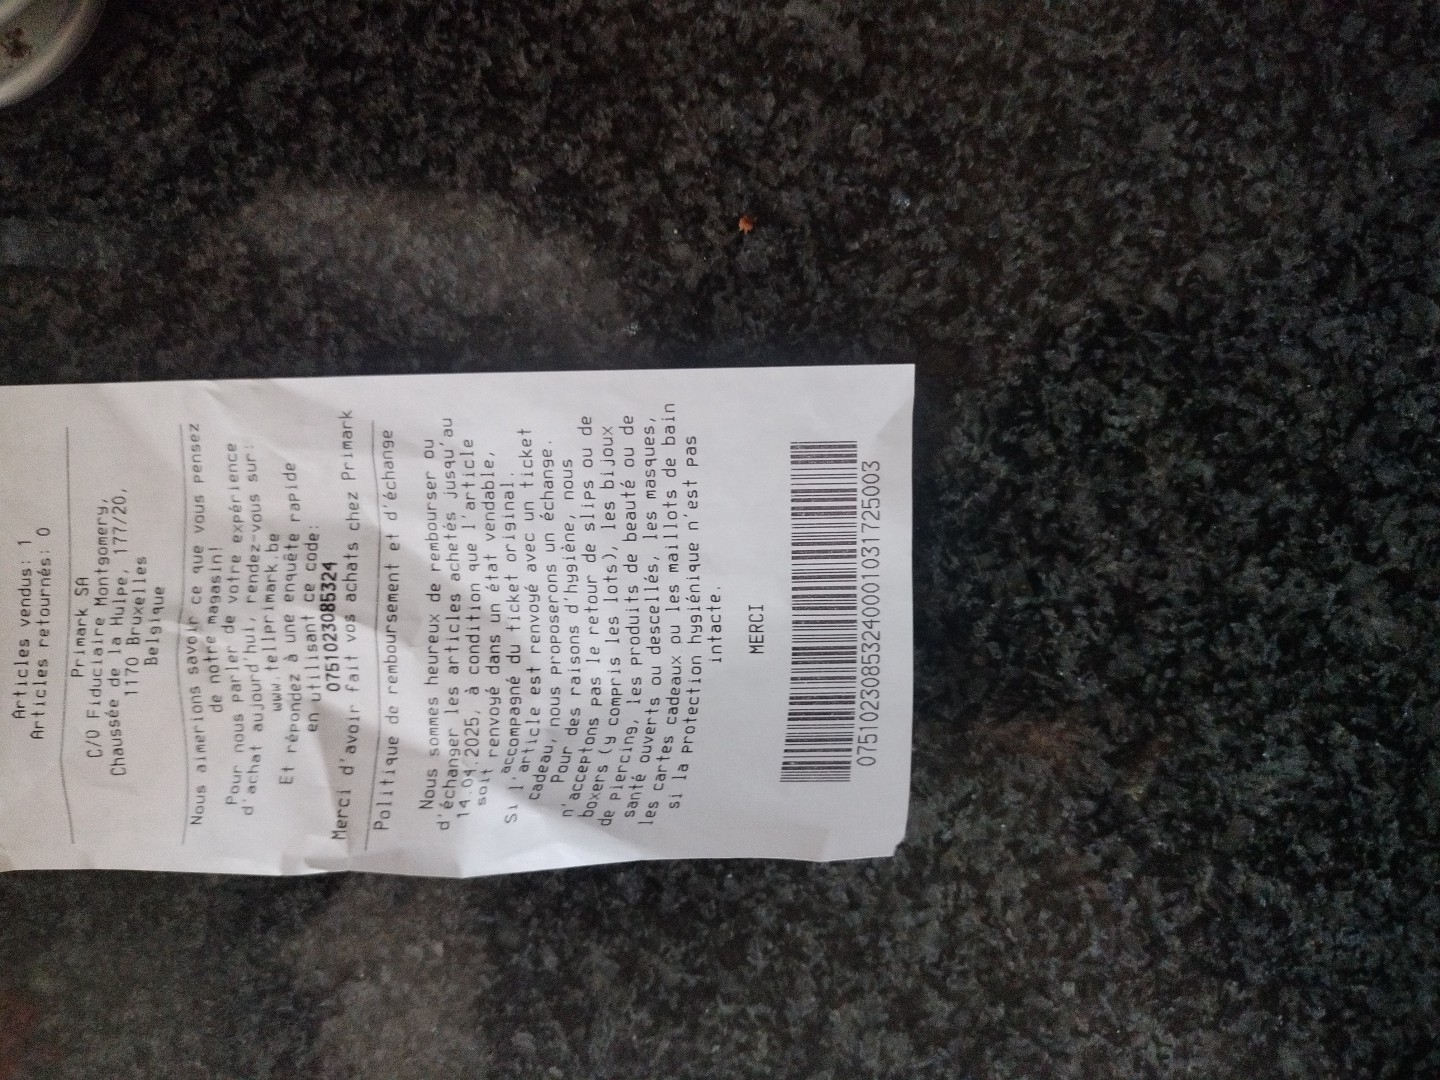 Articles vendus: 1
Articles retournés: 0
Primark SA
C/O Fiduciaire Montgomery,
Chaussée de la Hulpe, 177/20,
1170 Bruxelles
Belgique
Nous aimerions savoir ce que vous pensez
de notre magasin!
Pour nous parler de votre expérience
d'achat aujourd'hui, rendez-vous sur:
www.tellprimark.be
Et répondez à une enquête rapide
en utilisant ce code:
075102308​5324
Merci d'avoir fait vos achats chez Primark
Politique de remboursement et d'échange
Nous sommes heureux de rembourser ou
d'échanger les articles achetés jusqu'au
14.04.2025, à condition que l'article
soit renvoyé dans un état vendable,
accompagné du ticket original.
Si l'article est renvoyé avec un ticket
cadeau, nous proposerons un échange.
Pour des raisons d'hygiène, nous
n'acceptons pas le retour de slips ou de
boxers (y compris les lots), les bijoux
de piercing, les produits de beauté ou de
santé ouverts ou descellés, les masques,
les cartes cadeaux ou les maillots de bain
si la Protection hygiénique n'est pas
intacte.
MERCI
07510230853240001031725003